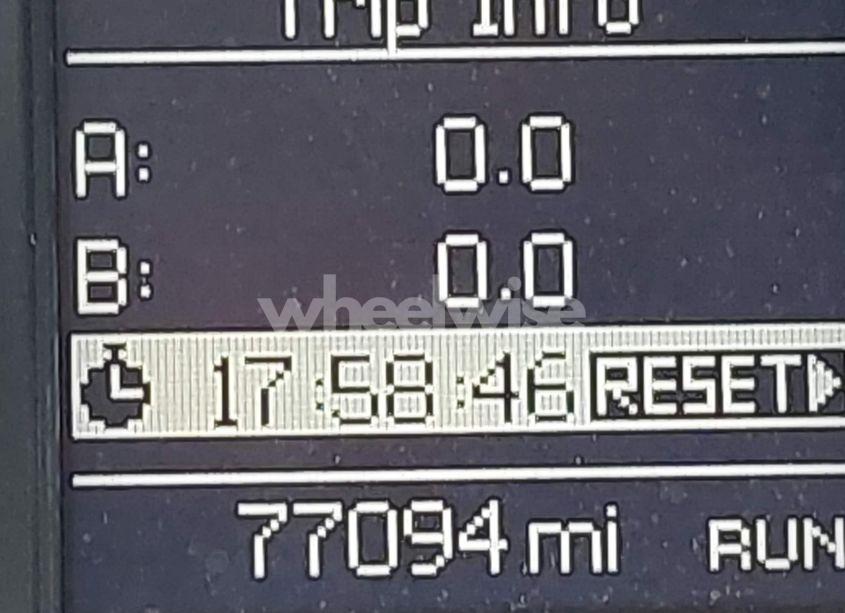 Trip Info
A: 0.0
B: 0.0
wheelwise
17:58:46 RESET
77094 mi RUN